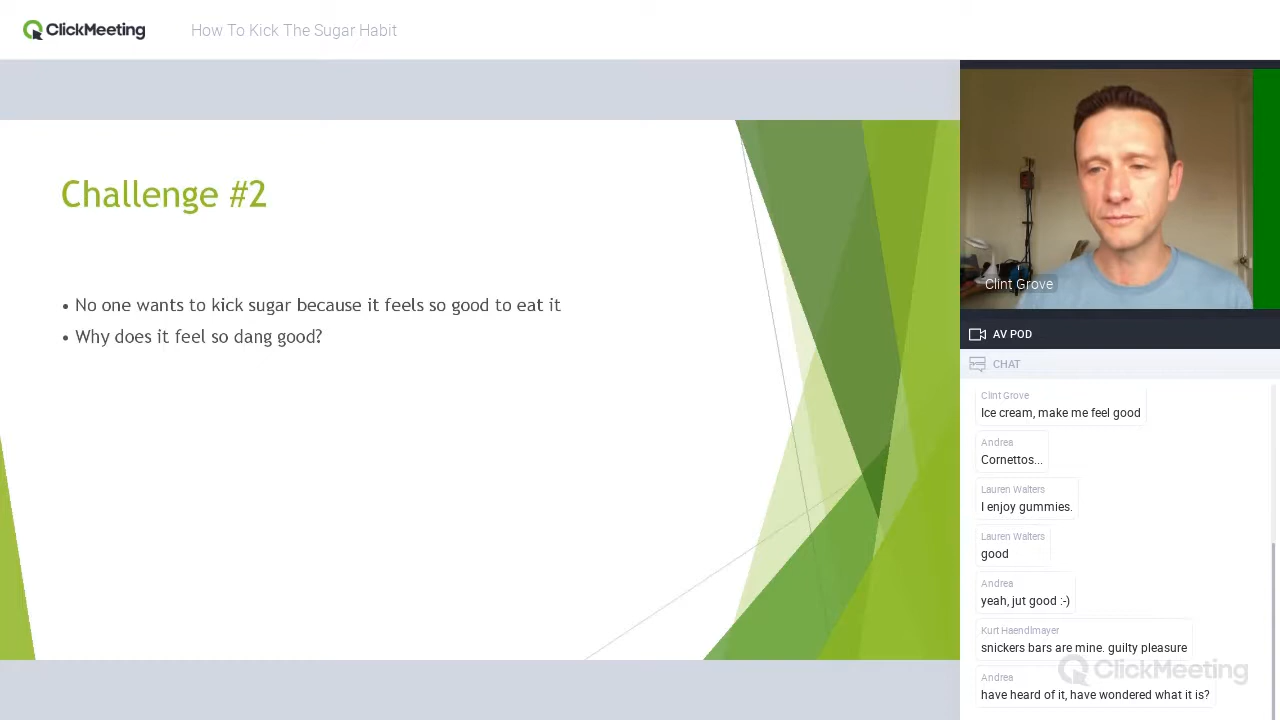 ClickMeeting
How To Kick The Sugar Habit
Challenge #2
• No one wants to kick sugar because it feels so good to eat it
• Why does it feel so dang good?
Clint Grove
AV POD
CHAT
Clint Grove
Ice cream, make me feel good
Andrea
Cornettos...
Lauren Walters
I enjoy gummies.
Lauren Walters
good
Andrea
yeah, jut good :-)
Kurt Haendlmayer
snickers bars are mine. guilty pleasure
ClickMeeting
Andrea
have heard of it, have wondered what it is?